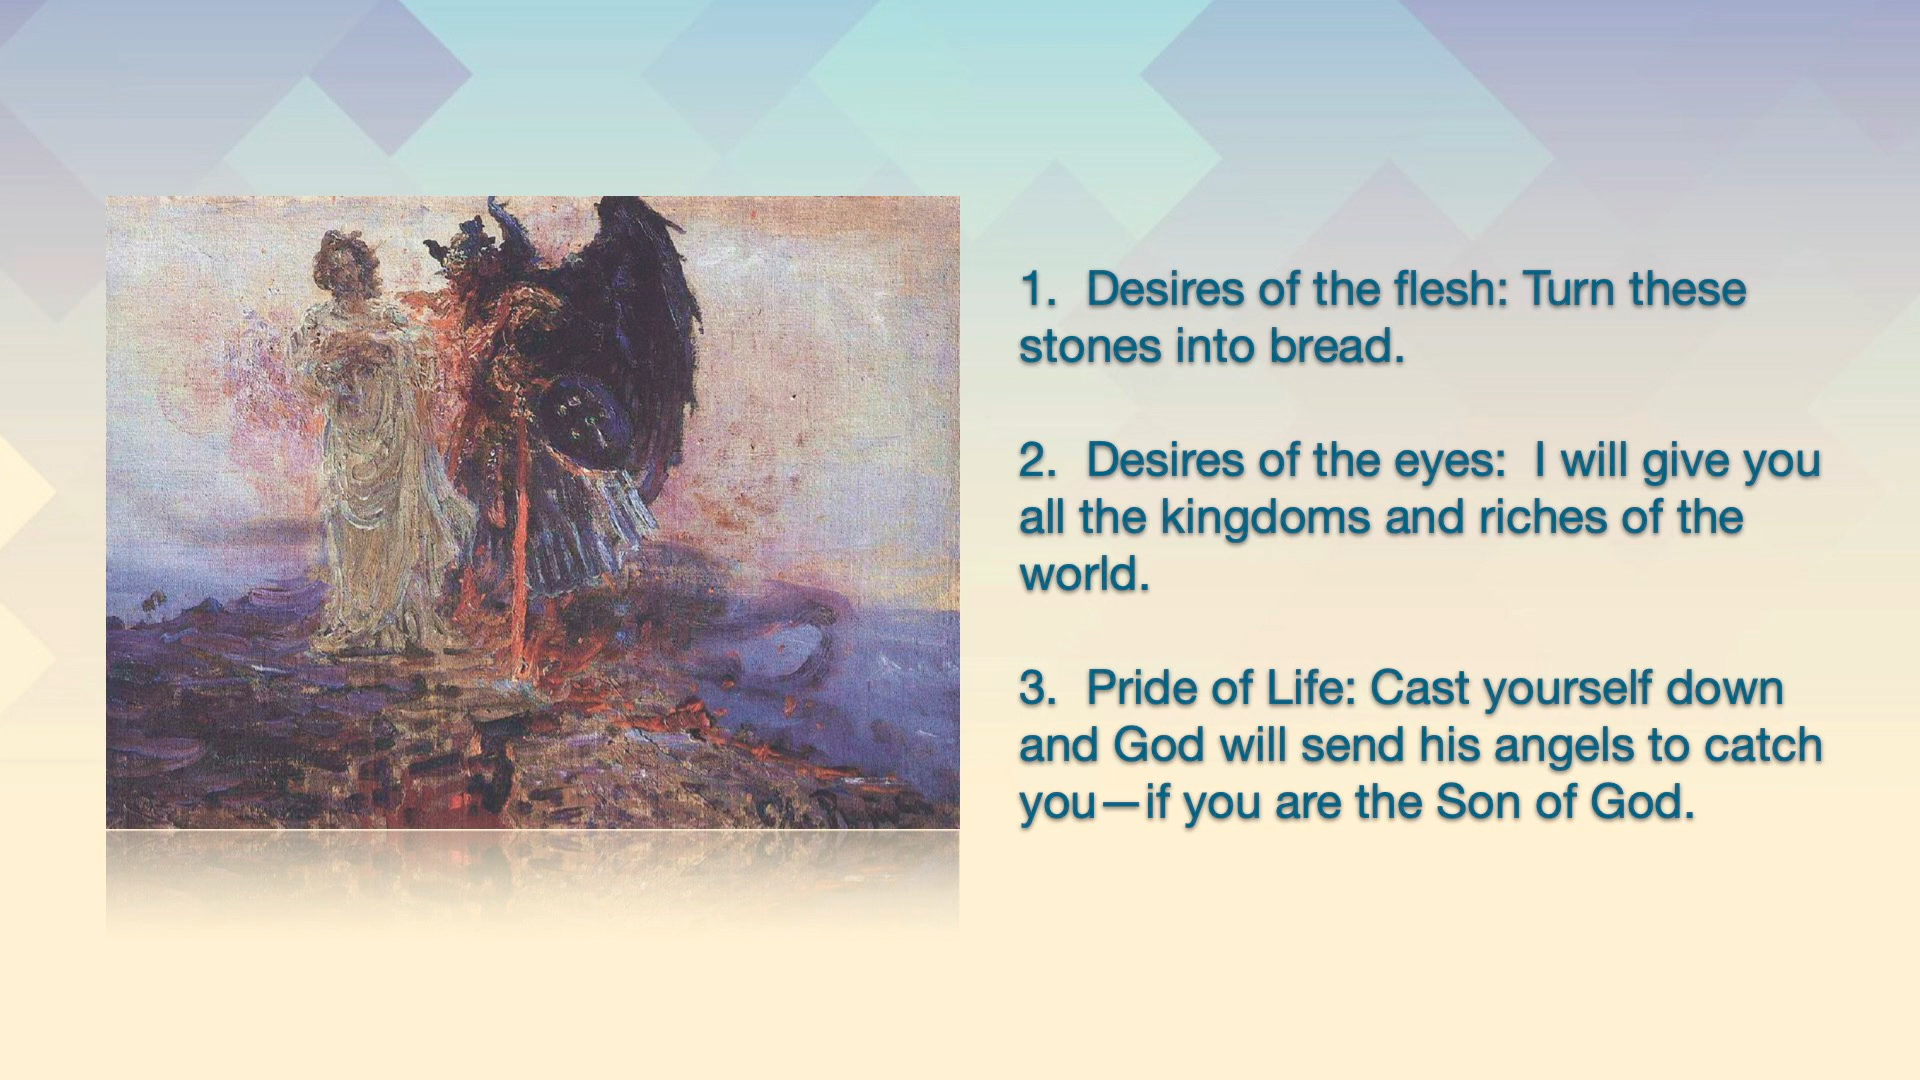 1.  Desires of the flesh: Turn these
stones into bread.
2.  Desires of the eyes:  I will give you
all the kingdoms and riches of the
world.
3.  Pride of Life: Cast yourself down
and God will send his angels to catch
you—if you are the Son of God.